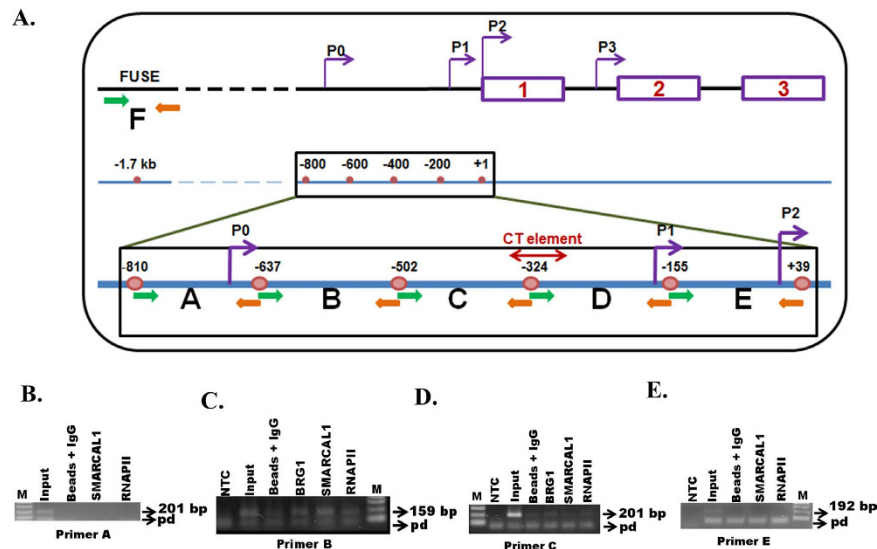 A.
P0
P1
P2
P3
FUSE
1
2
3
F
-1.7 kb
-800
-600
-400
-200
+1
P0
CT element
P1
P2
-810
-637
-502
-324
-155
+39
A
B
C
D
E
B.
M
Input
Beads + IgG
SMARCAL1
RNAPII
201 bp
pd
Primer A
C.
NTC
Input
Beads + IgG
BRG1
SMARCAL1
RNAPII
M
159 bp
pd
Primer B
D.
M
NTC
Input
Beads + IgG
BRG1
SMARCAL1
RNAPII
201 bp
pd
Primer C
E.
NTC
Input
Beads + IgG
SMARCAL1
RNAPII
M
192 bp
pd
Primer E